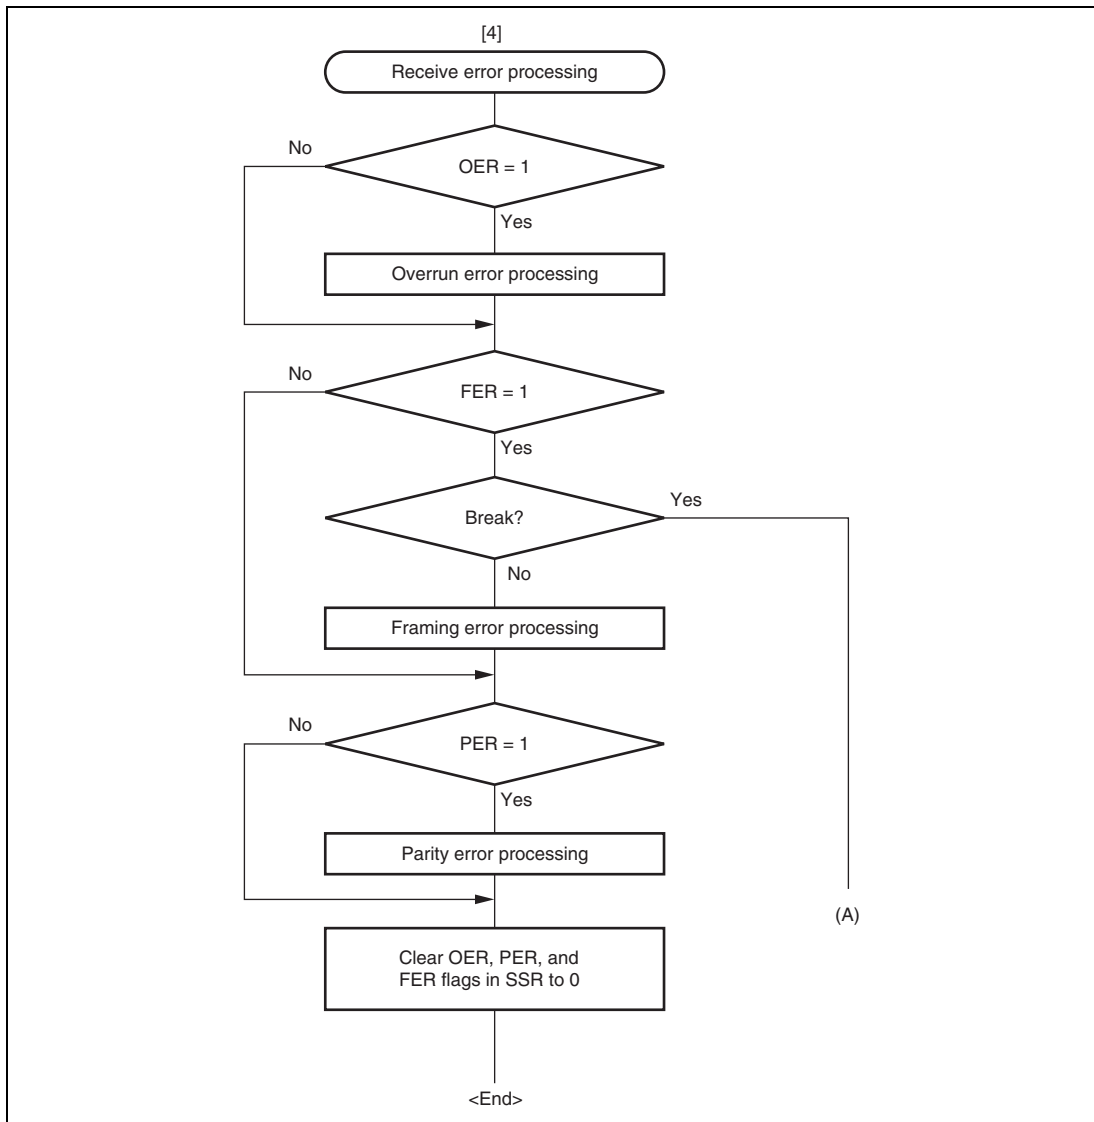 [4]
Receive error processing
No
OER = 1
Yes
Overrun error processing
No
FER = 1
Yes
Break?
Yes
No
Framing error processing
No
PER = 1
Yes
Parity error processing
(A)
Clear OER, PER, and
FER flags in SSR to 0
<End>